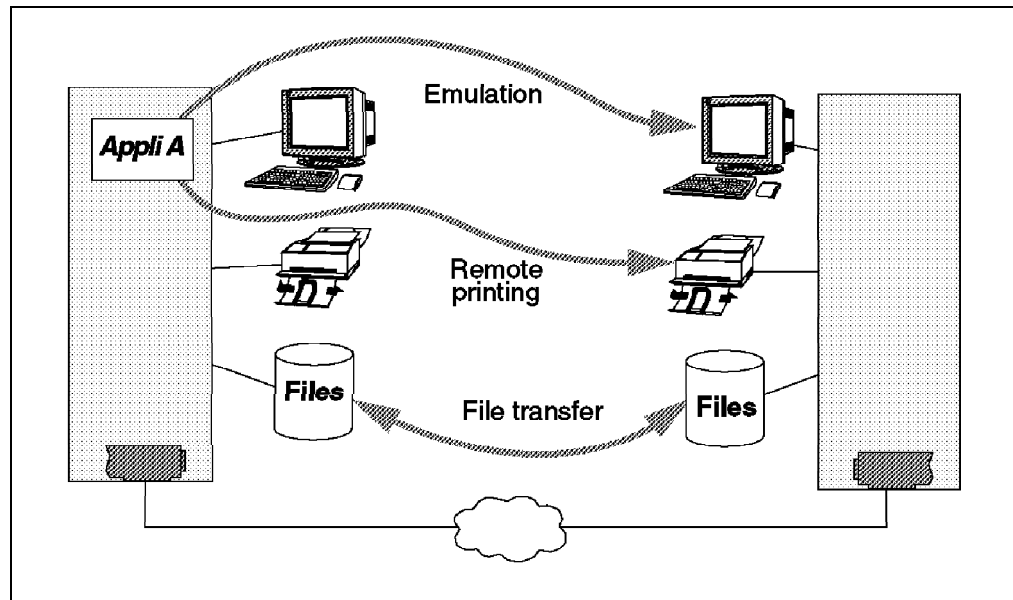 Emulation
Appli A
Remote
printing
Files
File transfer
Files